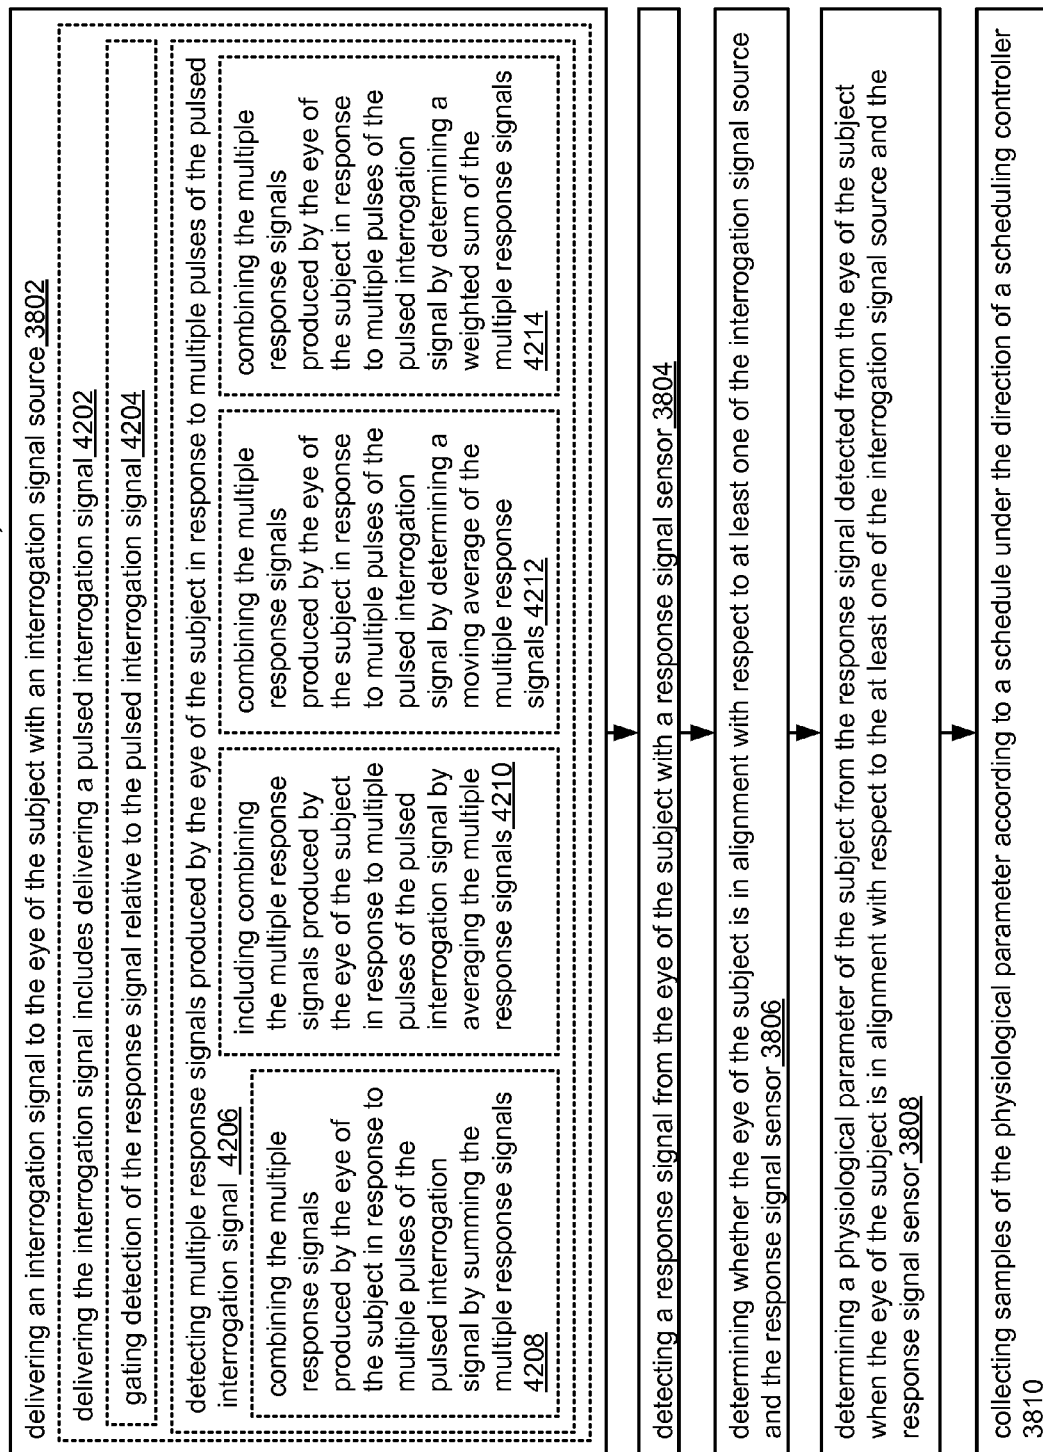 delivering an interrogation signal to the eye of the subject with an interrogation signal source 3802
delivering the interrogation signal includes delivering a pulsed interrogation signal 4202
gating detection of the response signal relative to the pulsed interrogation signal 4204
detecting multiple response signals produced by the eye of the subject in response to multiple pulses of the pulsed
interrogation signal 4206
combining the multiple
response signals
produced by the eye of
the subject in response to
multiple pulses of the
pulsed interrogation
signal by summing the
multiple response signals
4208
including combining
the multiple response
signals produced by
the eye of the subject
in response to multiple
pulses of the pulsed
interrogation signal by
averaging the multiple
response signals 4210
combining the multiple
response signals
produced by the eye of
the subject in response
to multiple pulses of the
pulsed interrogation
signal by determining a
moving average of the
multiple response
signals 4212
combining the multiple
response signals
produced by the eye of
the subject in response
to multiple pulses of the
pulsed interrogation
signal by determining a
weighted sum of the
multiple response signals
4214
detecting a response signal from the eye of the subject with a response signal sensor 3804
determining whether the eye of the subject is in alignment with respect to at least one of the interrogation signal source
and the response signal sensor 3806
determining a physiological parameter of the subject from the response signal detected from the eye of the subject
when the eye of the subject is in alignment with respect to the at least one of the interrogation signal source and the
response signal sensor 3808
collecting samples of the physiological parameter according to a schedule under the direction of a scheduling controller
3810